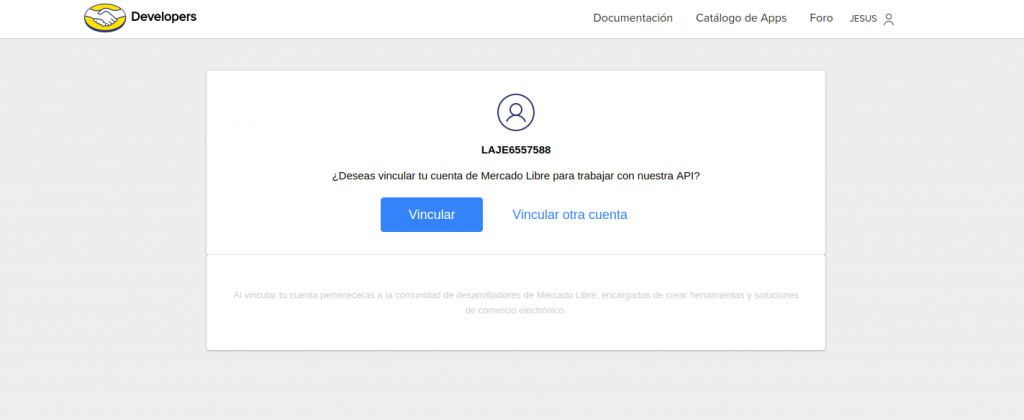 Developers
Documentación
Catálogo de Apps
Foro
JESUS
LAJE6557588
¿Deseas vincular tu cuenta de Mercado Libre para trabajar con nuestra API?
Vincular
Vincular otra cuenta
Al vincular tu cuenta pertenecerás a la comunidad de desarrolladores de Mercado Libre, encargados de crear herramientas y soluciones
de comercio electrónico.